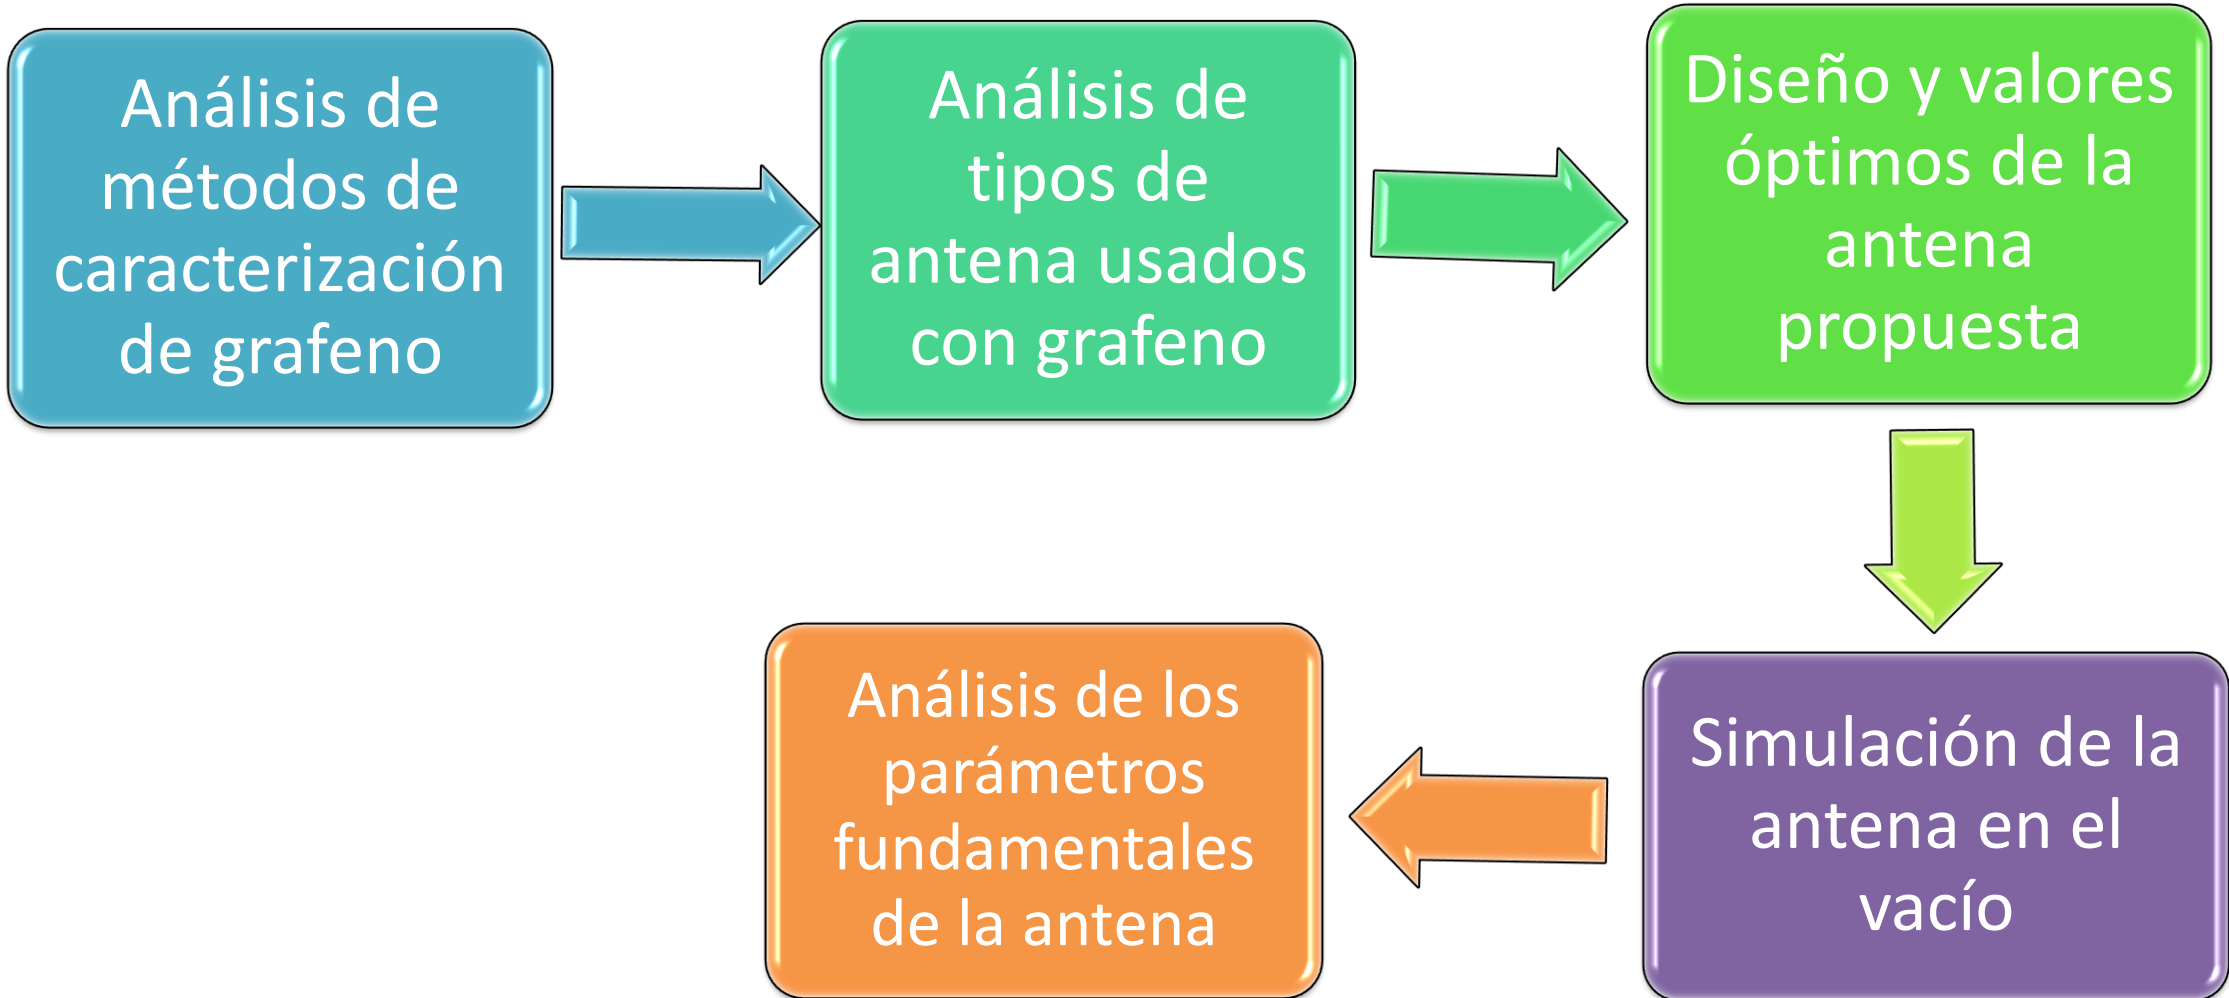 Análisis de
métodos de
caracterización
de grafeno
Análisis de
tipos de
antena usados
con grafeno
Diseño y valores
óptimos de la
antena
propuesta
Simulación de la
antena en el
vacío
Análisis de los
parámetros
fundamentales
de la antena